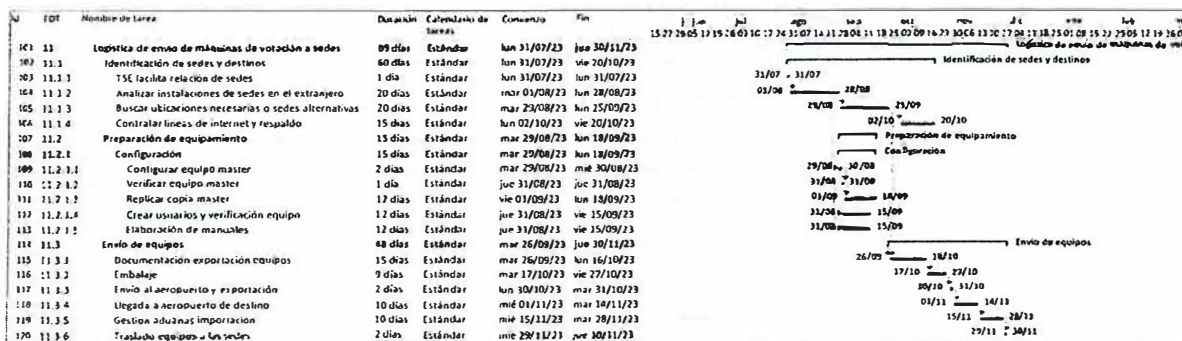 Id EDT Nombre de tarea Duración Calendario de tareas Comienzo Fin
jun jul ago sep oct nov dic ene feb
101 11 Logística de envío de máquinas de votación a sedes 89 días Estándar lun 31/07/23 jue 30/11/23
102 11.1 Identificación de sedes y destinos 60 días Estándar lun 31/07/23 vie 20/10/23 Identificación de sedes y destinos
103 11.1.1 TSE facilita relación de sedes 1 día Estándar lun 31/07/23 lun 31/07/23 31/07 31/07
104 11.1.2 Analizar instalaciones de sedes en el extranjero 20 días Estándar mar 01/08/23 lun 28/08/23 01/08 28/08
105 11.1.3 Buscar ubicaciones necesarias o sedes alternativas 20 días Estándar mar 29/08/23 lun 25/09/23 29/08 25/09
106 11.1.4 Contratar líneas de internet y respaldo 15 días Estándar lun 02/10/23 vie 20/10/23 02/10 20/10
107 11.2 Preparación de equipamiento 15 días Estándar mar 29/08/23 lun 18/09/23 Preparación de equipamiento
108 11.2.1 Configuración 15 días Estándar mar 29/08/23 lun 18/09/23 Configuración
109 11.2.1.1 Configurar equipo master 2 días Estándar mar 29/08/23 mié 30/08/23 29/08 30/08
110 11.2.1.2 Verificar equipo master 1 día Estándar jue 31/08/23 jue 31/08/23 31/08 31/08
111 11.2.1.3 Replicar copia master 12 días Estándar vie 01/09/23 lun 18/09/23 01/09 18/09
112 11.2.1.4 Crear usuarios y verificación equipo 12 días Estándar jue 31/08/23 vie 15/09/23 31/08 15/09
113 11.2.1.5 Elaboración de manuales 12 días Estándar jue 31/08/23 vie 15/09/23 31/08 15/09
114 11.3 Envío de equipos 48 días Estándar mar 26/09/23 jue 30/11/23 Envío de equipos
115 11.3.1 Documentación exportación equipos 15 días Estándar mar 26/09/23 lun 16/10/23 26/09
116 11.3.2 Embalaje 9 días Estándar mar 17/10/23 vie 27/10/23 17/10 27/10
117 11.3.3 Envío al aeropuerto y exportación 2 días Estándar lun 30/10/23 mar 31/10/23 30/10 31/10
118 11.3.4 Llegada a aeropuerto de destino 10 días Estándar mié 01/11/23 mar 14/11/23 01/11 14/11
119 11.3.5 Gestion aduanas importación 10 días Estándar mié 15/11/23 mar 28/11/23 15/11 28/11
120 11.3.6 Traslado equipos a las sedes 2 días Estándar mié 29/11/23 jue 30/11/23 29/11 30/11